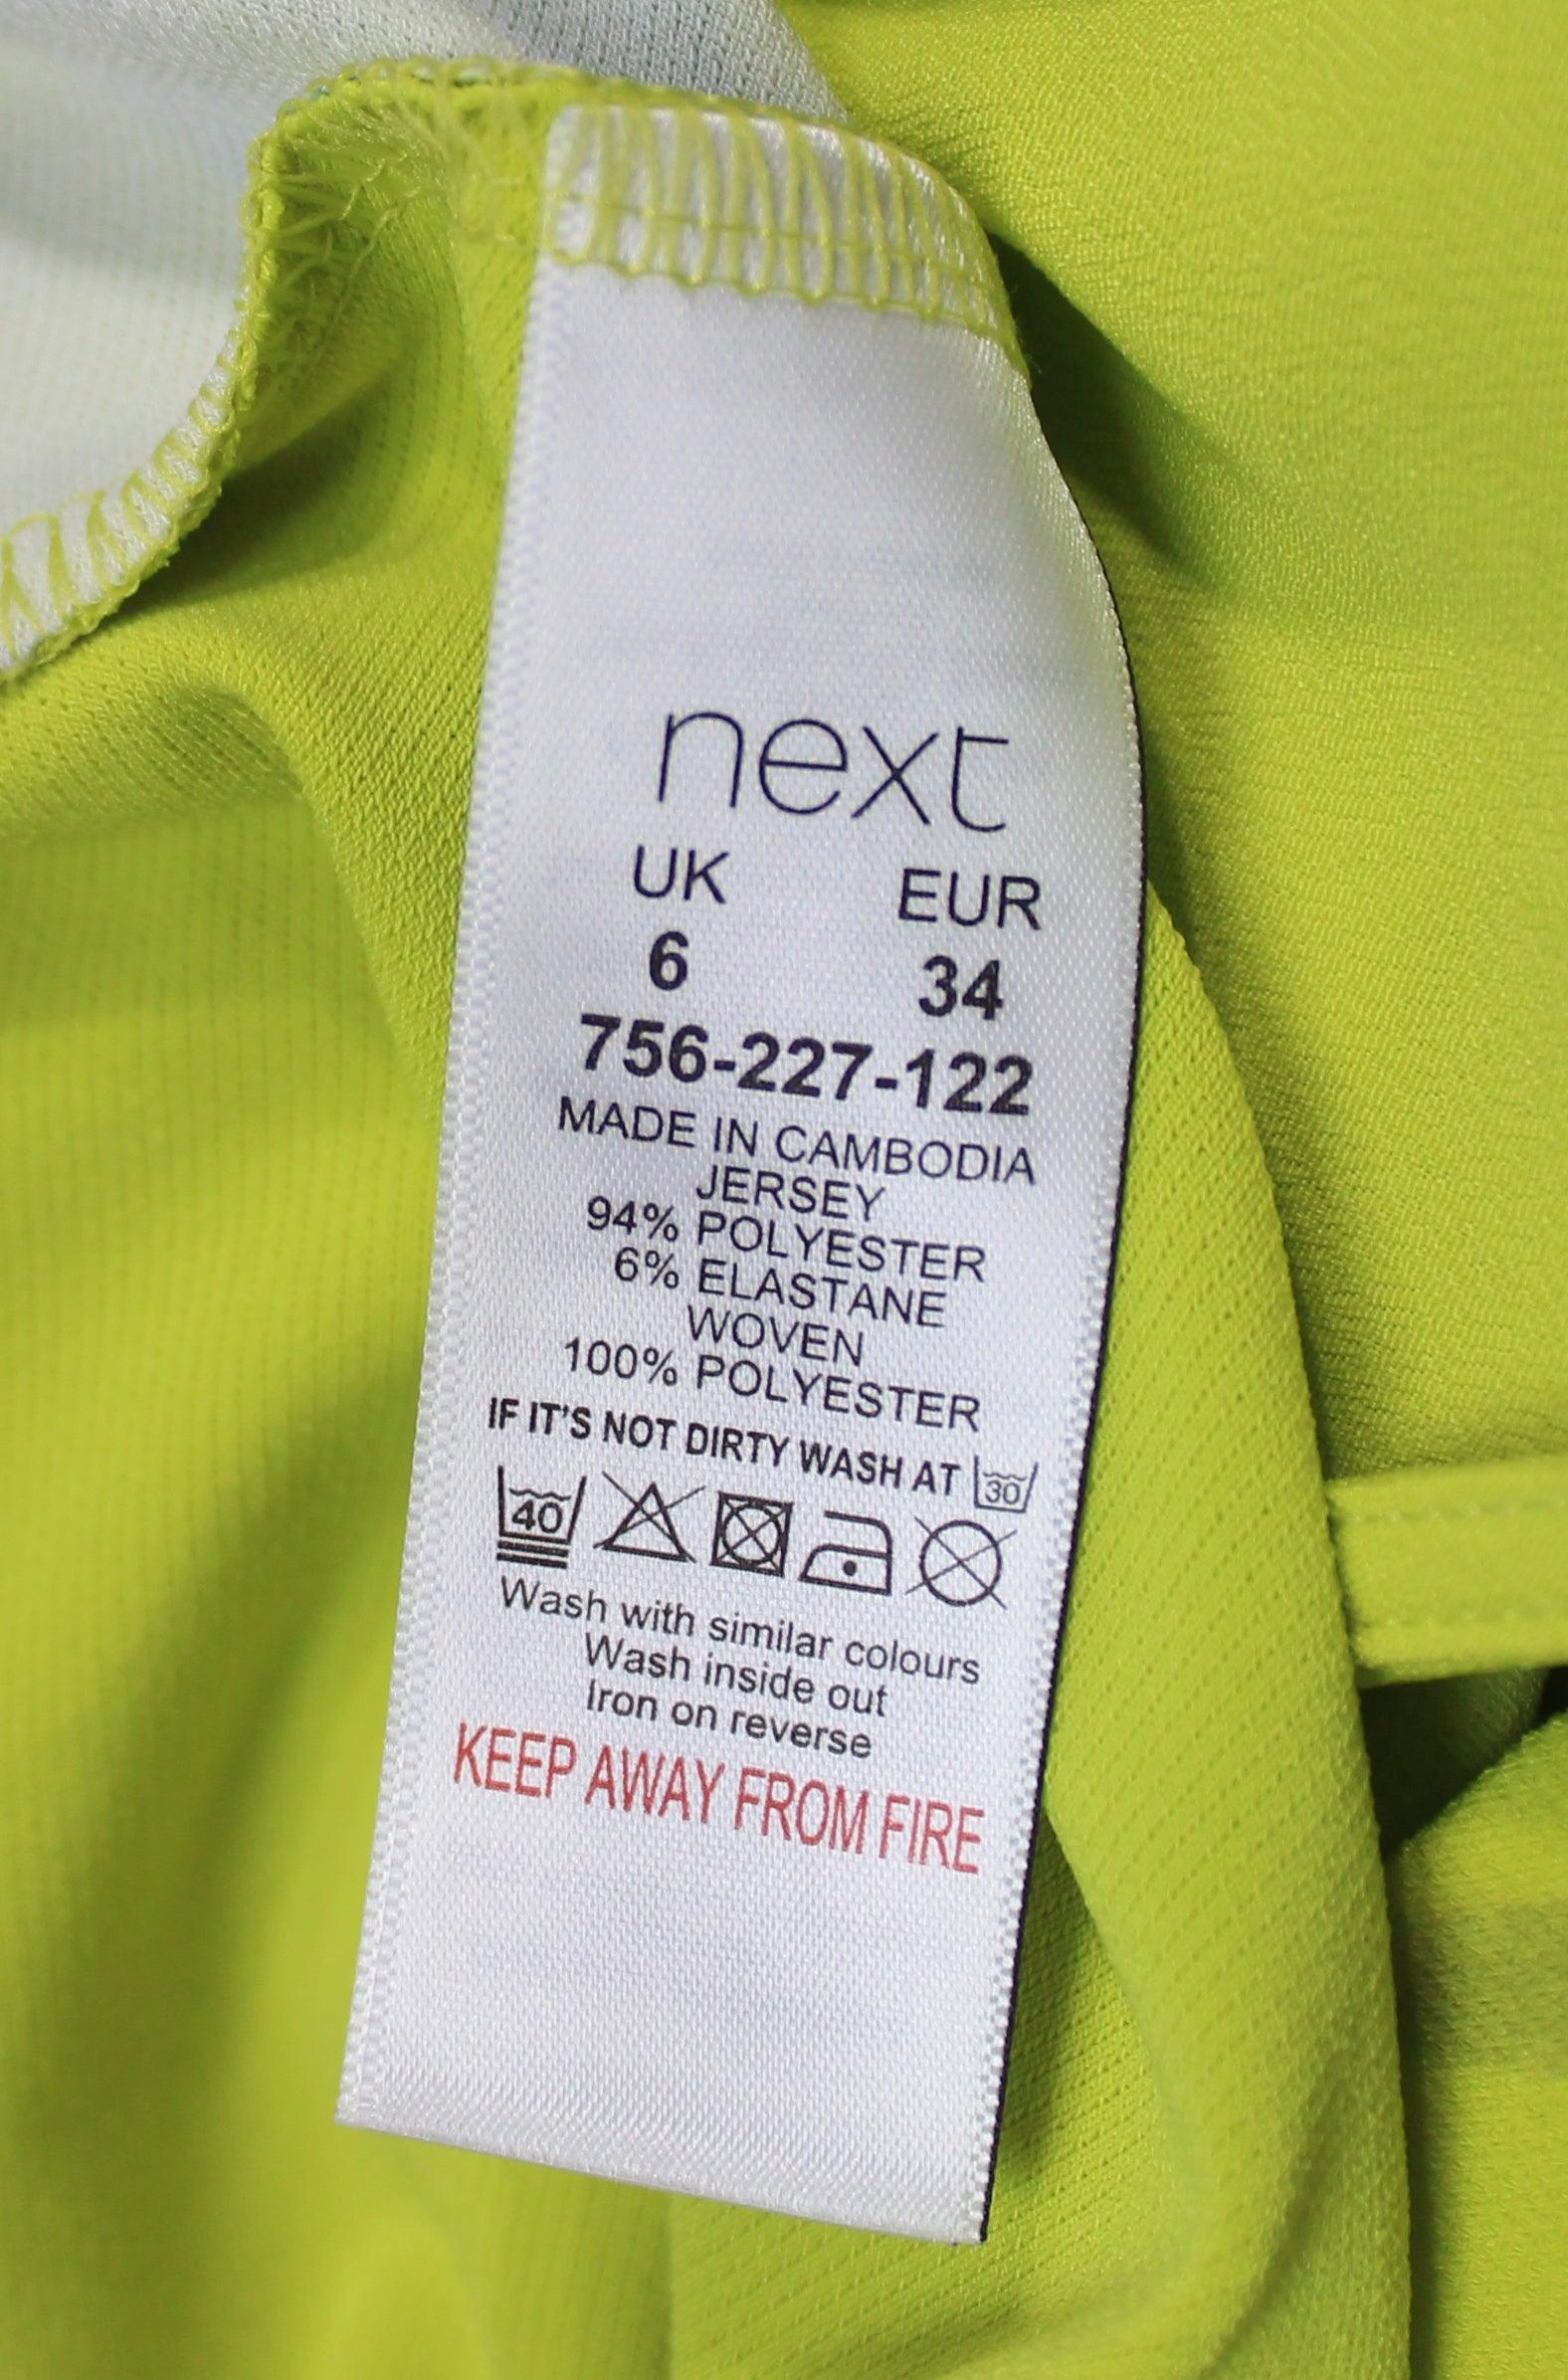 next
UK EUR
6 34
756-227-122
MADE IN CAMBODIA
JERSEY
94% POLYESTER
6% ELASTANE
WOVEN
100% POLYESTER
IF IT'S NOT DIRTY WASH AT 30
40
Wash with similar colours
Wash inside out
Iron on reverse
KEEP AWAY FROM FIRE